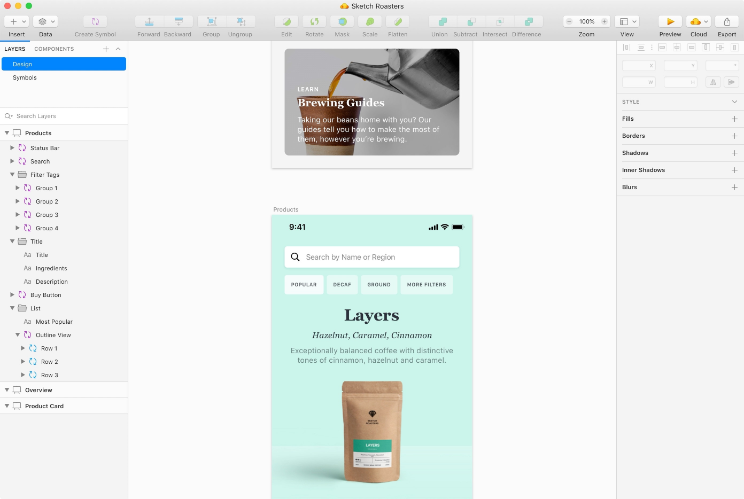 Sketch Roasters
Insert
Data
Create Symbol
Forward
Backward
Group
Ungroup
Edit
Rotate
Mask
Scale
Flatten
Union
Subtract
Intersect
Difference
100%
Zoom
View
Preview
Cloud
Export
LAYERS
COMPONENTS
Design
Symbols
Search Layers
Products
Status Bar
Search
Filter Tags
Group 1
Group 2
Group 3
Group 4
Title
Aa Title
Aa Ingredients
Aa Description
Buy Button
List
Aa Most Popular
Outline View
Row 1
Row 2
Row 3
Overview
Product Card
LEARN
Brewing Guides
Taking our beans home with you? Our
guides tell you how to make the most of
them, however you're brewing.
Products
9:41
Search by Name or Region
POPULAR
DECAF
GROUND
MORE FILTERS
Layers
Hazelnut, Caramel, Cinnamon
Exceptionally balanced coffee with distinctive
tones of cinnamon, hazelnut and caramel.
LAYERS
X
Y
W
H
STYLE
Fills
Borders
Shadows
Inner Shadows
Blurs